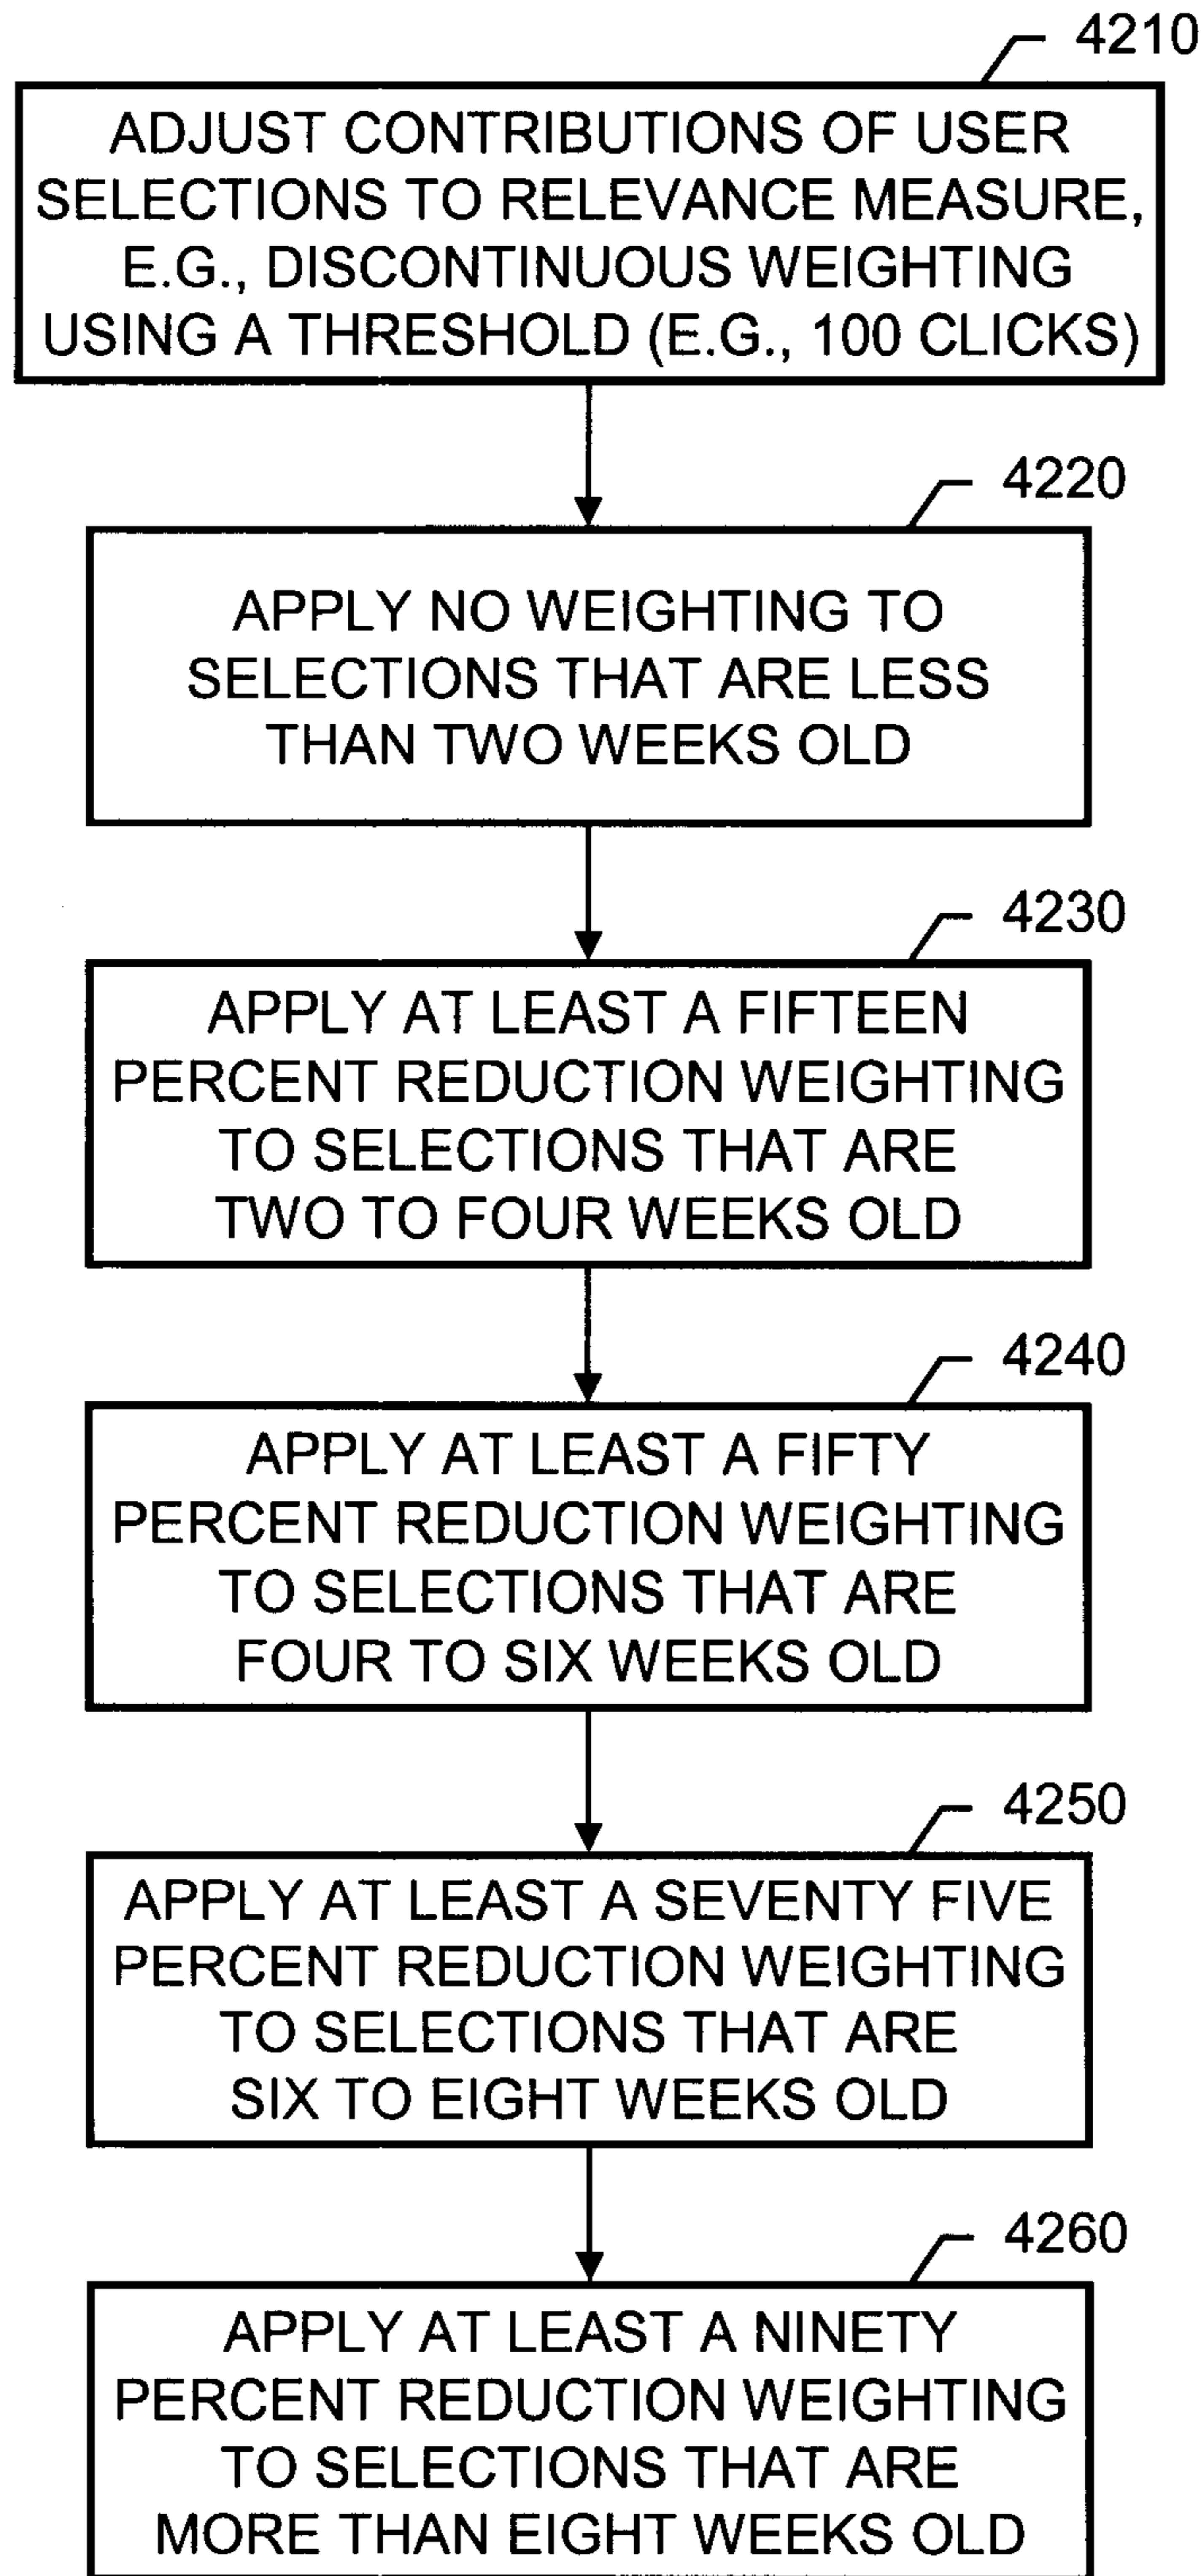 4210
ADJUST CONTRIBUTIONS OF USER
SELECTIONS TO RELEVANCE MEASURE,
E.G., DISCONTINUOUS WEIGHTING
USING A THRESHOLD (E.G., 100 CLICKS)
4220
APPLY NO WEIGHTING TO
SELECTIONS THAT ARE LESS
THAN TWO WEEKS OLD
4230
APPLY AT LEAST A FIFTEEN
PERCENT REDUCTION WEIGHTING
TO SELECTIONS THAT ARE
TWO TO FOUR WEEKS OLD
4240
APPLY AT LEAST A FIFTY
PERCENT REDUCTION WEIGHTING
TO SELECTIONS THAT ARE
FOUR TO SIX WEEKS OLD
4250
APPLY AT LEAST A SEVENTY FIVE
PERCENT REDUCTION WEIGHTING
TO SELECTIONS THAT ARE
SIX TO EIGHT WEEKS OLD
4260
APPLY AT LEAST A NINETY
PERCENT REDUCTION WEIGHTING
TO SELECTIONS THAT ARE
MORE THAN EIGHT WEEKS OLD